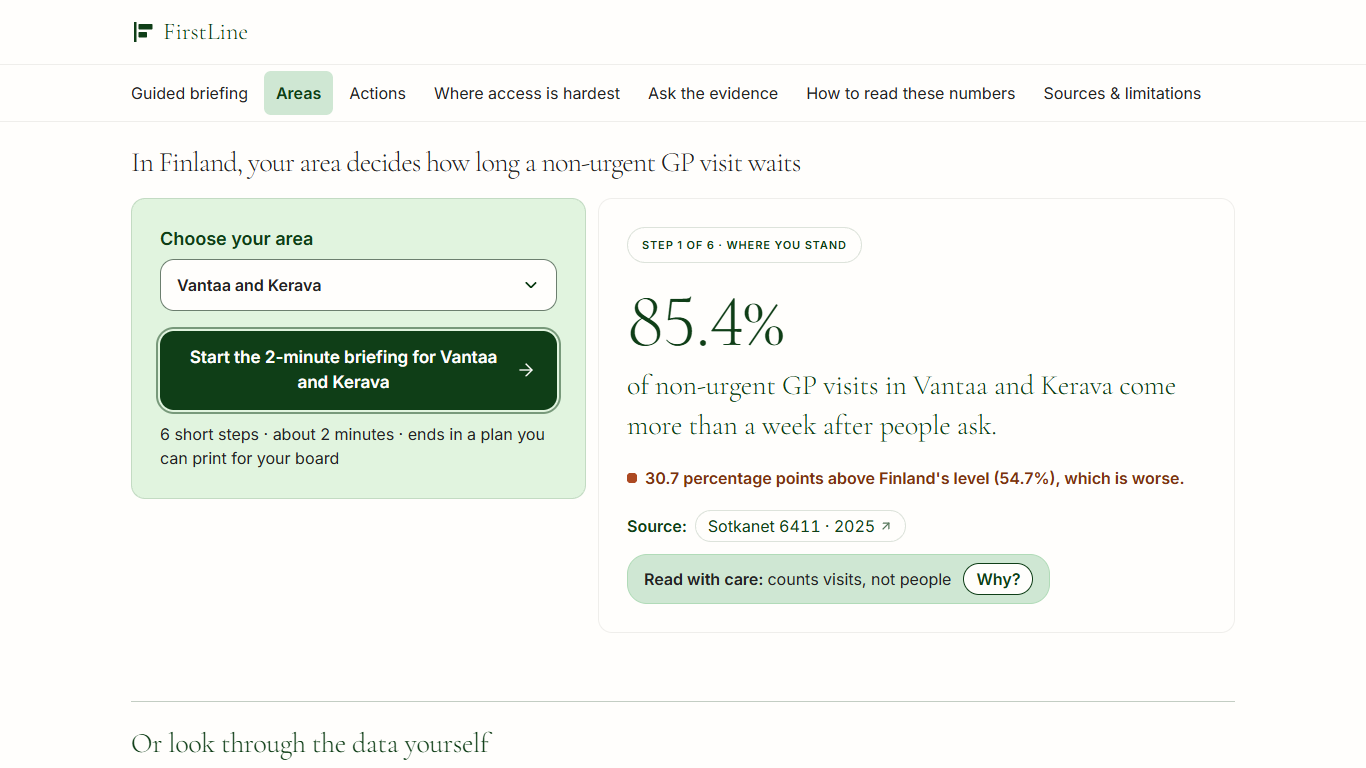 FirstLine
Guided briefing
Areas
Actions
Where access is hardest
Ask the evidence
How to read these numbers
Sources & limitations
In Finland, your area decides how long a non-urgent GP visit waits
Choose your area
Vantaa and Kerava
Start the 2-minute briefing for Vantaa
and Kerava
6 short steps · about 2 minutes · ends in a plan you
can print for your board
STEP 1 OF 6 · WHERE YOU STAND
85.4%
of non-urgent GP visits in Vantaa and Kerava come
more than a week after people ask.
30.7 percentage points above Finland's level (54.7%), which is worse.
Source: Sotkanet 6411 · 2025 ↗
Read with care: counts visits, not people Why?
Or look through the data yourself